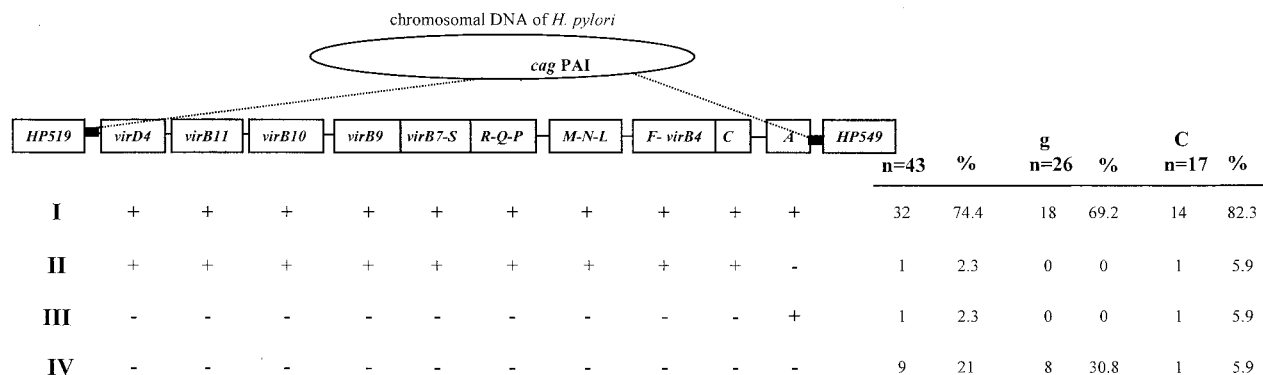 chromosomal DNA of H. pylori
cag PAI
HP519 virD4 virB11 virB10 virB9 virB7-S R-Q-P M-N-L F- virB4 C A HP549
g C
n=43 % n=26 % n=17 %
I + + + + + + + + + + 32 74.4 18 69.2 14 82.3
II + + + + + + + + + - 1 2.3 0 0 1 5.9
III - - - - - - - - - + 1 2.3 0 0 1 5.9
IV - - - - - - - - - - 9 21 8 30.8 1 5.9